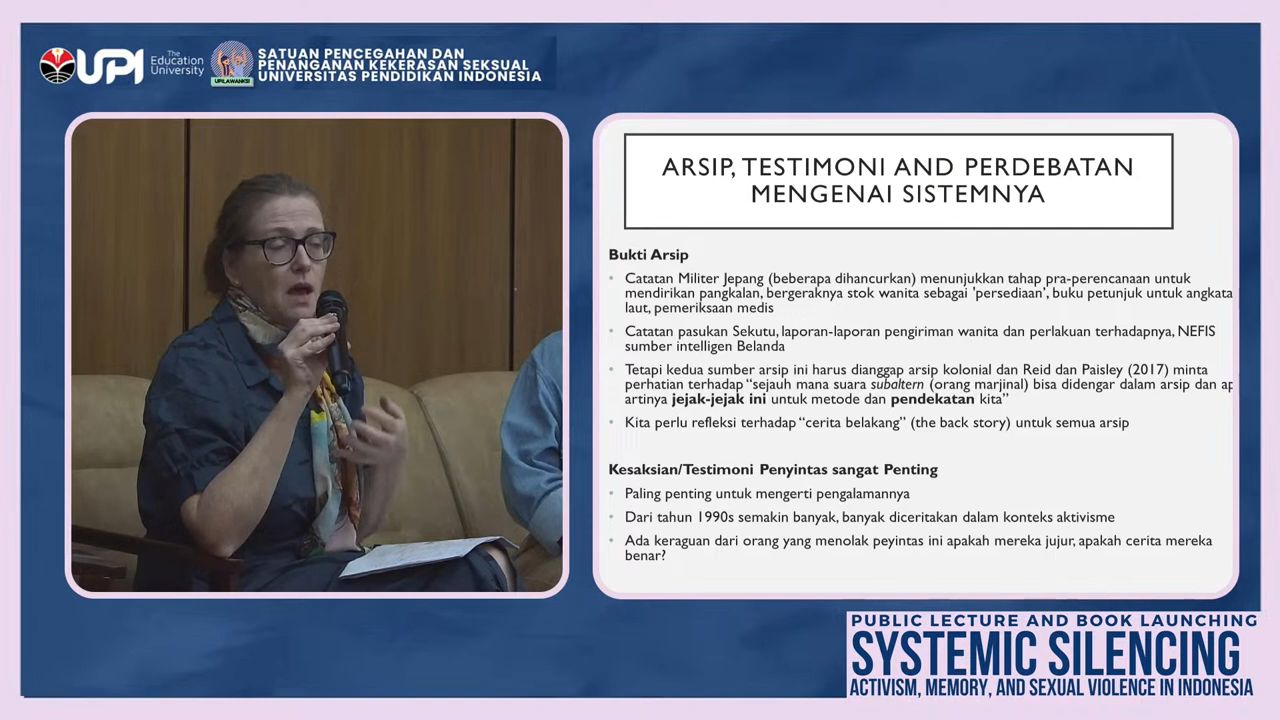 UPI
The
Education
University
UPILAWANKS!
SATUAN PENCEGAHAN DAN
PENANGANAN KEKERASAN SEKSUAL
UNIVERSITAS PENDIDIKAN INDONESIA
ARSIP, TESTIMONI AND PERDEBATAN
MENGENAI SISTEMNYA
Bukti Arsip
• Catatan Militer Jepang (beberapa dihancurkan) menunjukkan tahap pra-perencanaan untuk
mendirikan pangkalan, bergeraknya stok wanita sebagai 'persediaan', buku petunjuk untuk angkata
laut, pemeriksaan medis
• Catatan pasukan Sekutu, laporan-laporan pengiriman wanita dan perlakuan terhadapnya, NEFIS
sumber intelligen Belanda
• Tetapi kedua sumber arsip ini harus dianggap arsip kolonial dan Reid dan Paisley (2017) minta
perhatian terhadap “sejauh mana suara subaltern (orang marjinal) bisa didengar dalam arsip dan ap
artinya jejak-jejak ini untuk metode dan pendekatan kita”
• Kita perlu refleksi terhadap “cerita belakang” (the back story) untuk semua arsip
Kesaksian/Testimoni Penyintas sangat Penting
• Paling penting untuk mengerti pengalamannya
• Dari tahun 1990s semakin banyak, banyak diceritakan dalam konteks aktivisme
• Ada keraguan dari orang yang menolak peyintas ini apakah mereka jujur, apakah cerita mereka
benar?
PUBLIC LECTURE AND BOOK LAUNCHING
SYSTEMIC SILENCING
ACTIVISM, MEMORY, AND SEXUAL VIOLENCE IN INDONESIA